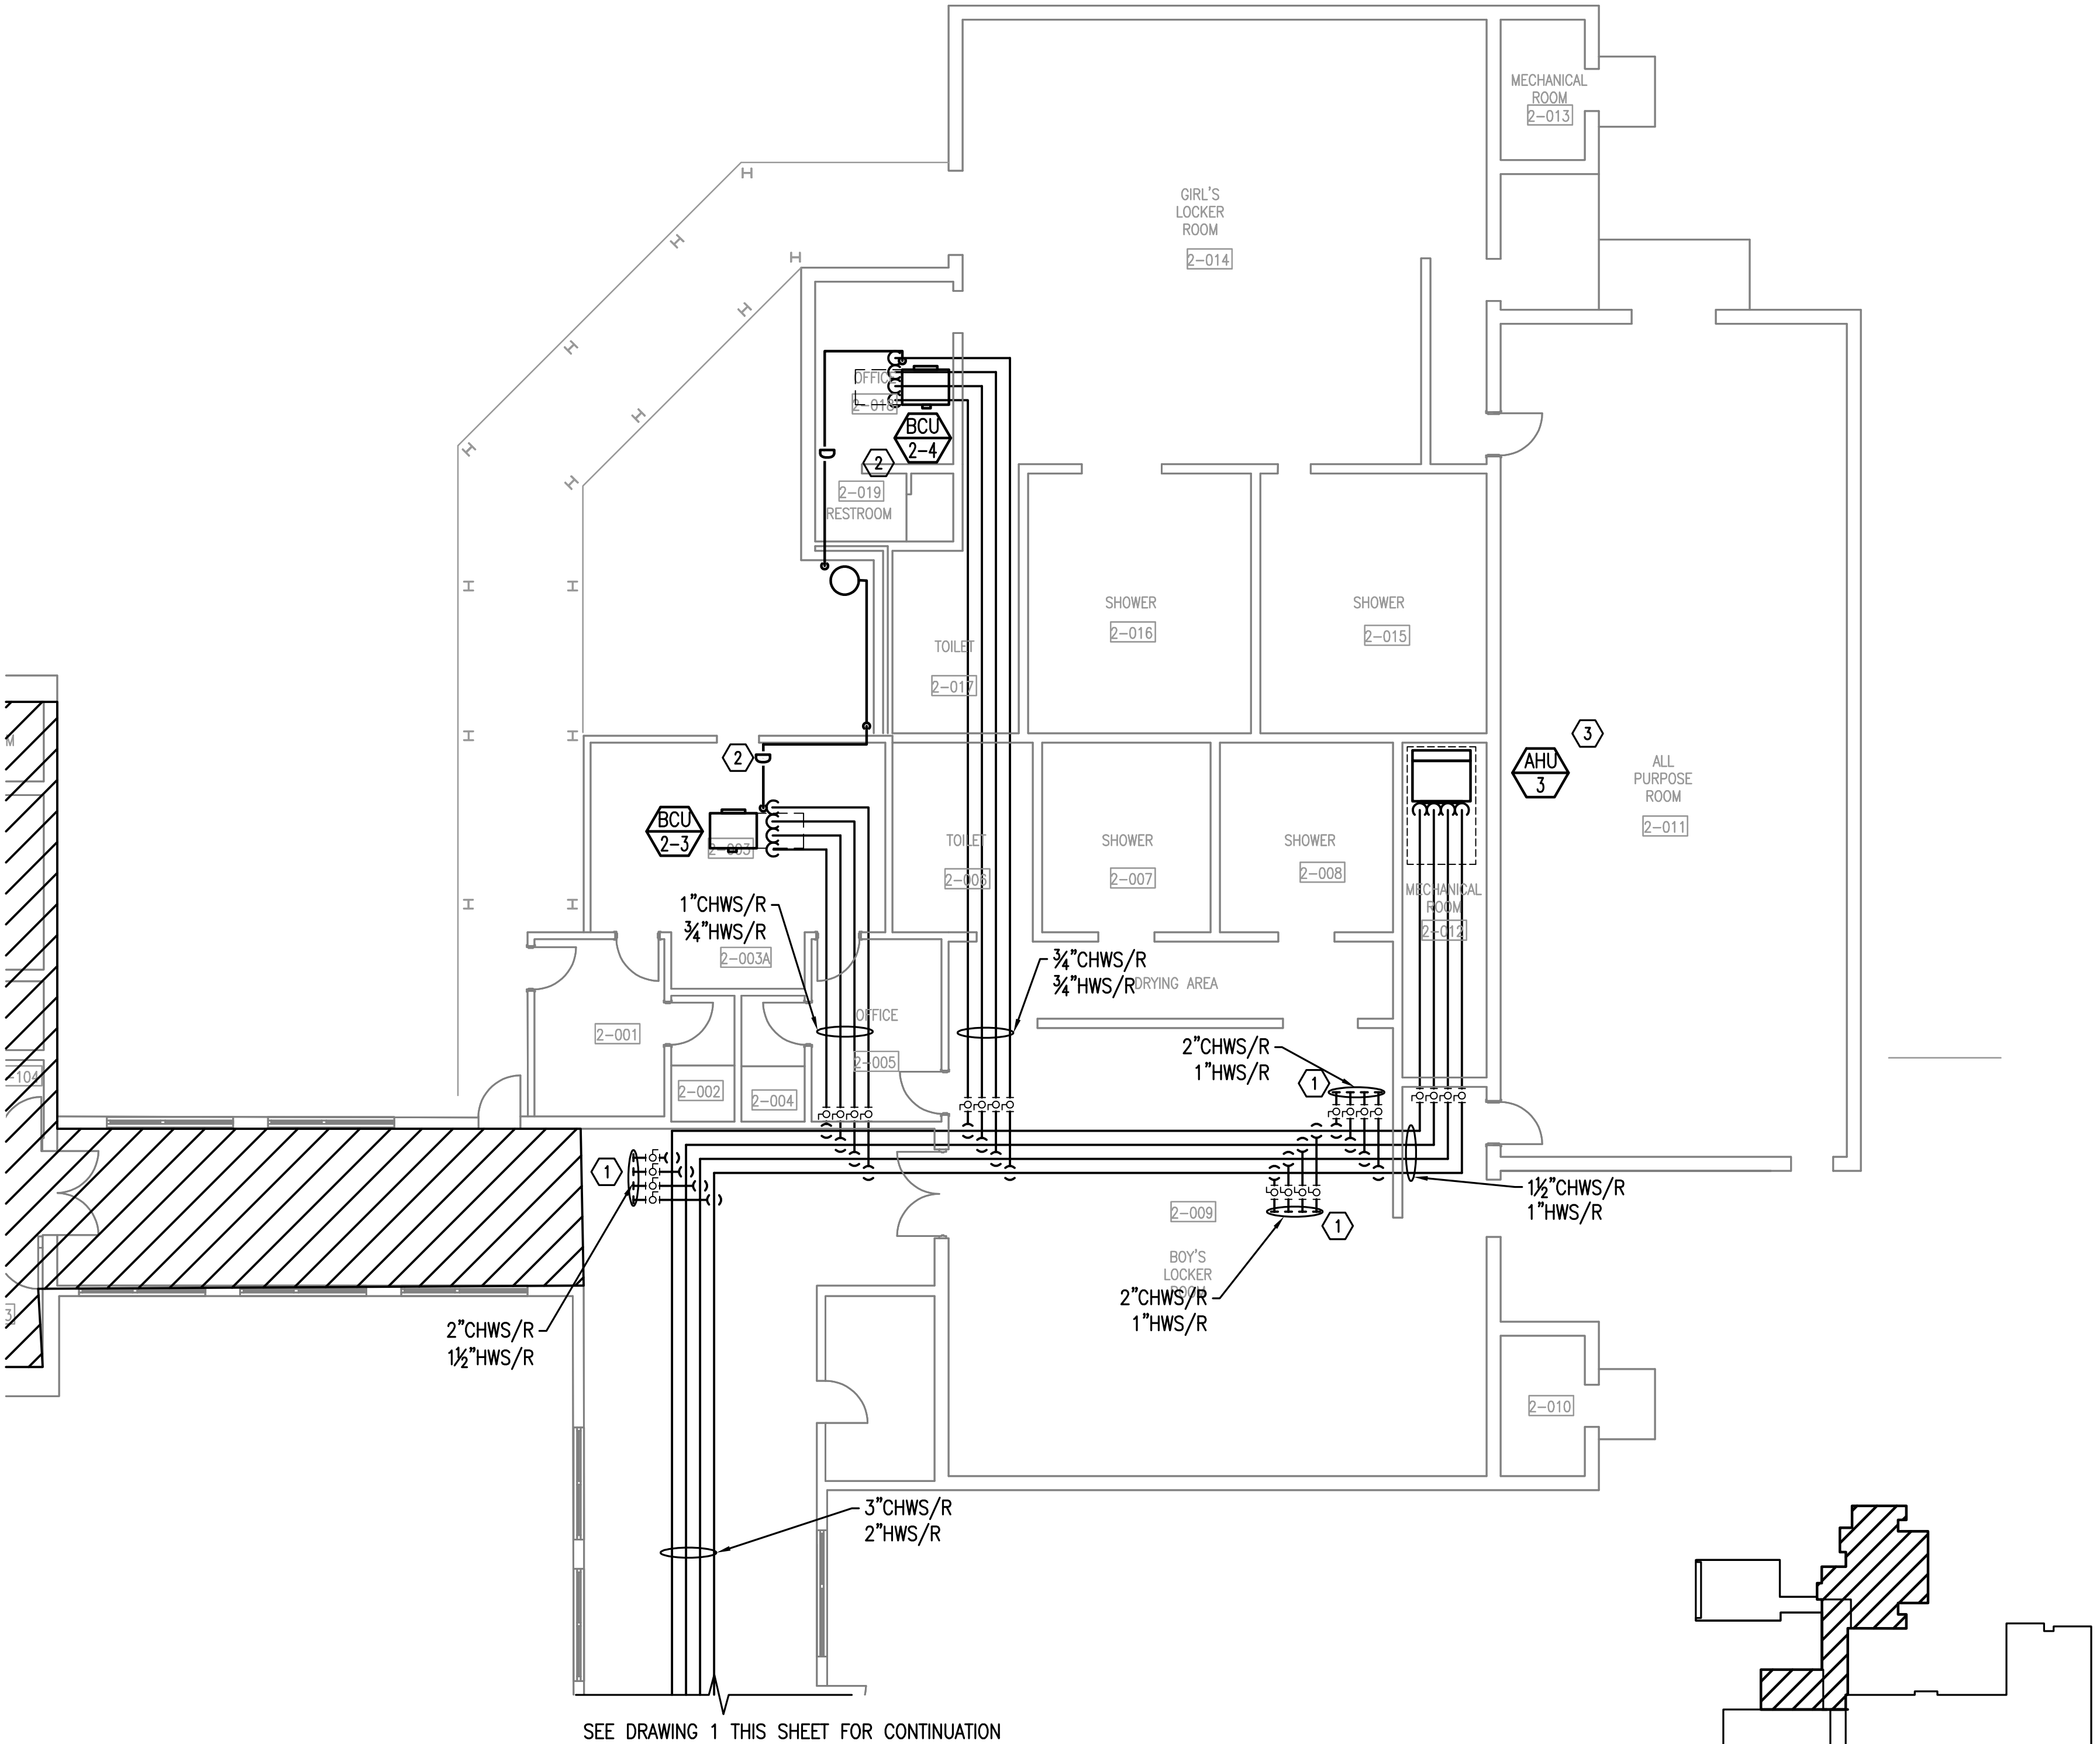 MECHANICAL
ROOM
2-013
GIRL'S
LOCKER
ROOM
2-014
OFFICE
2-018
BCU
2-4
2
2-019
RESTROOM
SHOWER
2-016
SHOWER
2-015
TOILET
2-017
3
AHU
3
ALL
PURPOSE
ROOM
2-011
M
2
BCU
2-3
2-003
TOILET
2-006
SHOWER
2-007
SHOWER
2-008
MECHANICAL
ROOM
2-012
1"CHWS/R
¾"HWS/R
2-003A
¾"CHWS/R
¾"HWS/R
DRYING AREA
OFFICE
2-001
2-005
2-002
2-004
-104
2"CHWS/R
1"HWS/R
1
1
2-009
1
1½"CHWS/R
1"HWS/R
BOY'S
LOCKER
ROOM
2"CHWS/R
1"HWS/R
3
2"CHWS/R
1½"HWS/R
2-010
3"CHWS/R
2"HWS/R
SEE DRAWING 1 THIS SHEET FOR CONTINUATION